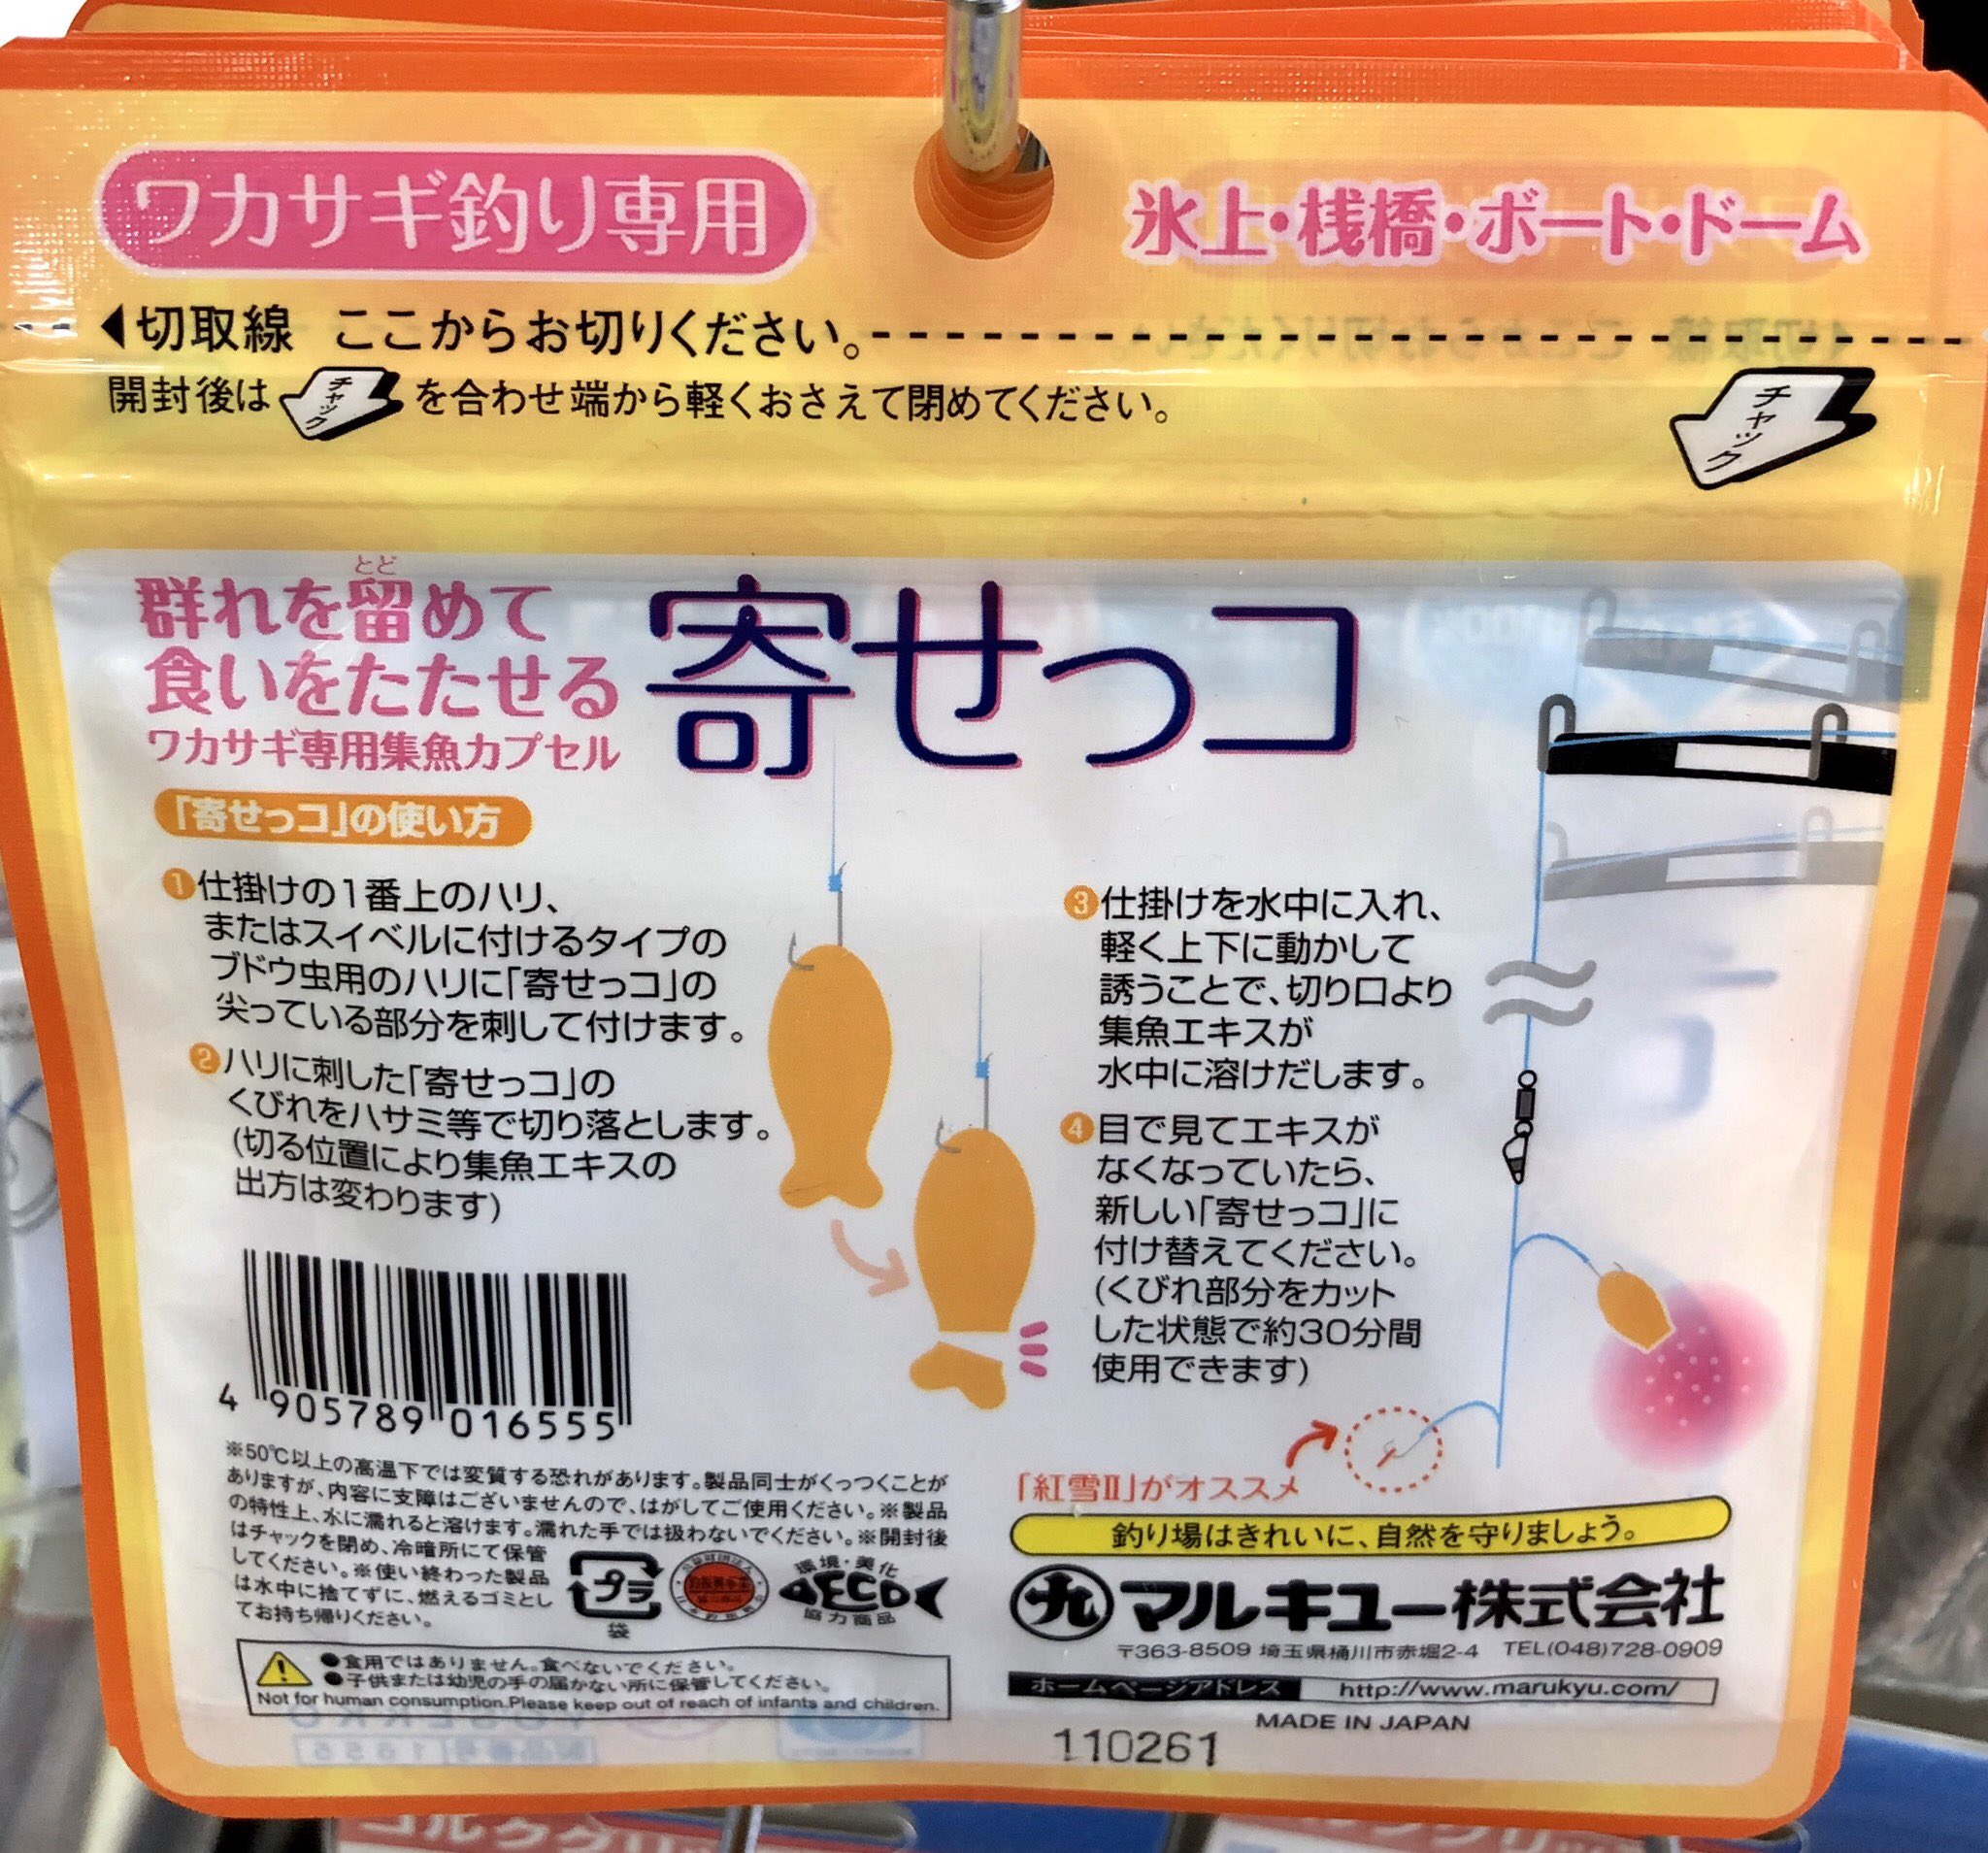 ワカサギ釣り専用
氷上・桟橋・ボート・ドーム
切取線 ここからお切りください。
開封後は チャック を合わせ端から軽くおさえて閉めてください。
チャック
とど
群れを留めて
食いをたたせる
ワカサギ専用集魚カプセル
寄せっコ
「寄せっコ」の使い方
❶仕掛けの1番上のハリ、
またはスイベルに付けるタイプの
ブドウ虫用のハリに「寄せっコ」の
尖っている部分を刺して付けます。
❷ハリに刺した「寄せっコ」の
くびれをハサミ等で切り落とします。
(切る位置により集魚エキスの
出方は変わります)
❸仕掛けを水中に入れ、
軽く上下に動かして
誘うことで、切り口より
集魚エキスが
水中に溶けだします。
❹目で見てエキスが
なくなっていたら、
新しい「寄せっコ」に
付け替えてください。
(くびれ部分をカット
した状態で約30分間
使用できます)
「紅雪II」がオススメ
4 905789 016555
※50℃以上の高温下では変質する恐れがあります。製品同士がくっつくことが
ありますが、内容に支障はございませんので、はがしてご使用ください。※製品
の特性上、水に濡れると溶けます。濡れた手では扱わないでください。※開封後
はチャックを閉め、冷暗所にて保管
してください。※使い終わった製品
は水中に捨てずに、燃えるゴミとし
てお持ち帰りください。
プラ
袋
環境・美化
ECO
協力商品
●食用ではありません。食べないでください。
●子供または幼児の手の届かない所に保管してください。
Not for human consumption.Please keep out of reach of infants and children.
釣り場はきれいに、自然を守りましょう。
九 マルキユー株式会社
〒363-8509 埼玉県桶川市赤堀2-4 TEL(048)728-0909
ホームページアドレス http://www.marukyu.com/
MADE IN JAPAN
110261